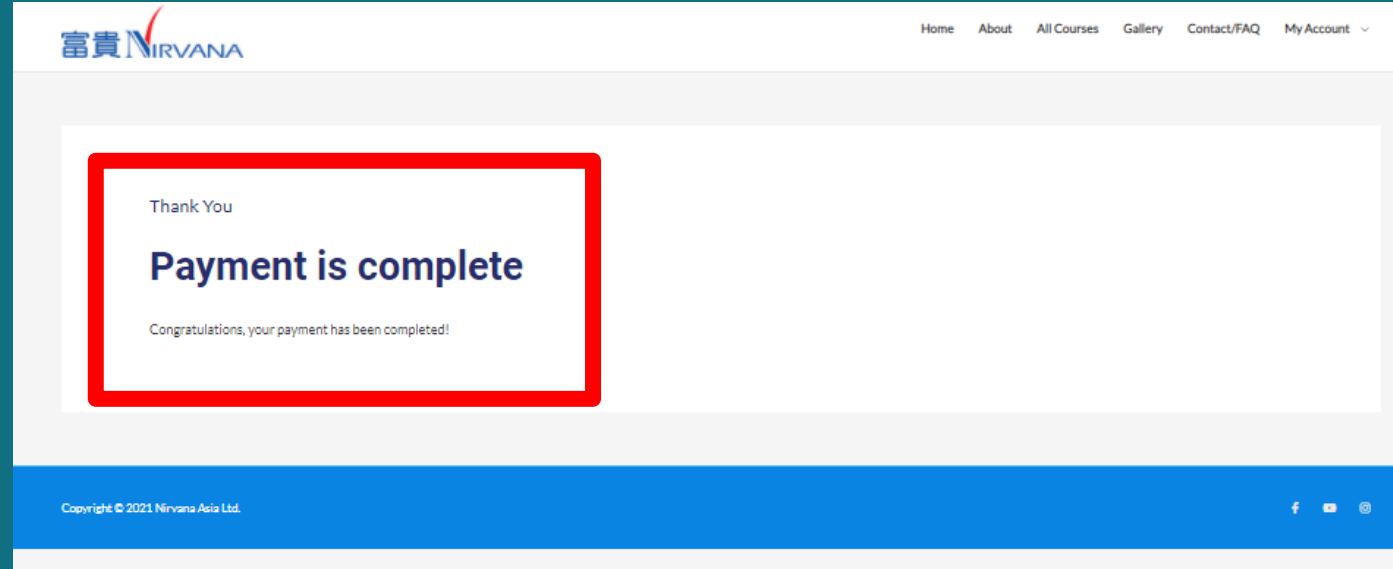 富貴 NIRVANA
Home About All Courses Gallery Contact/FAQ My Account
Thank You
Payment is complete
Congratulations, your payment has been completed!
Copyright © 2021 Nirvana Asia Ltd.